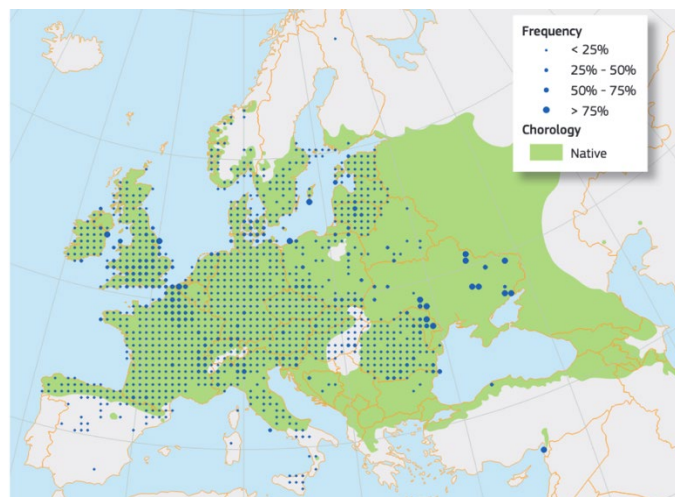 Frequency
< 25%
25% - 50%
50% - 75%
> 75%
Chorology
Native